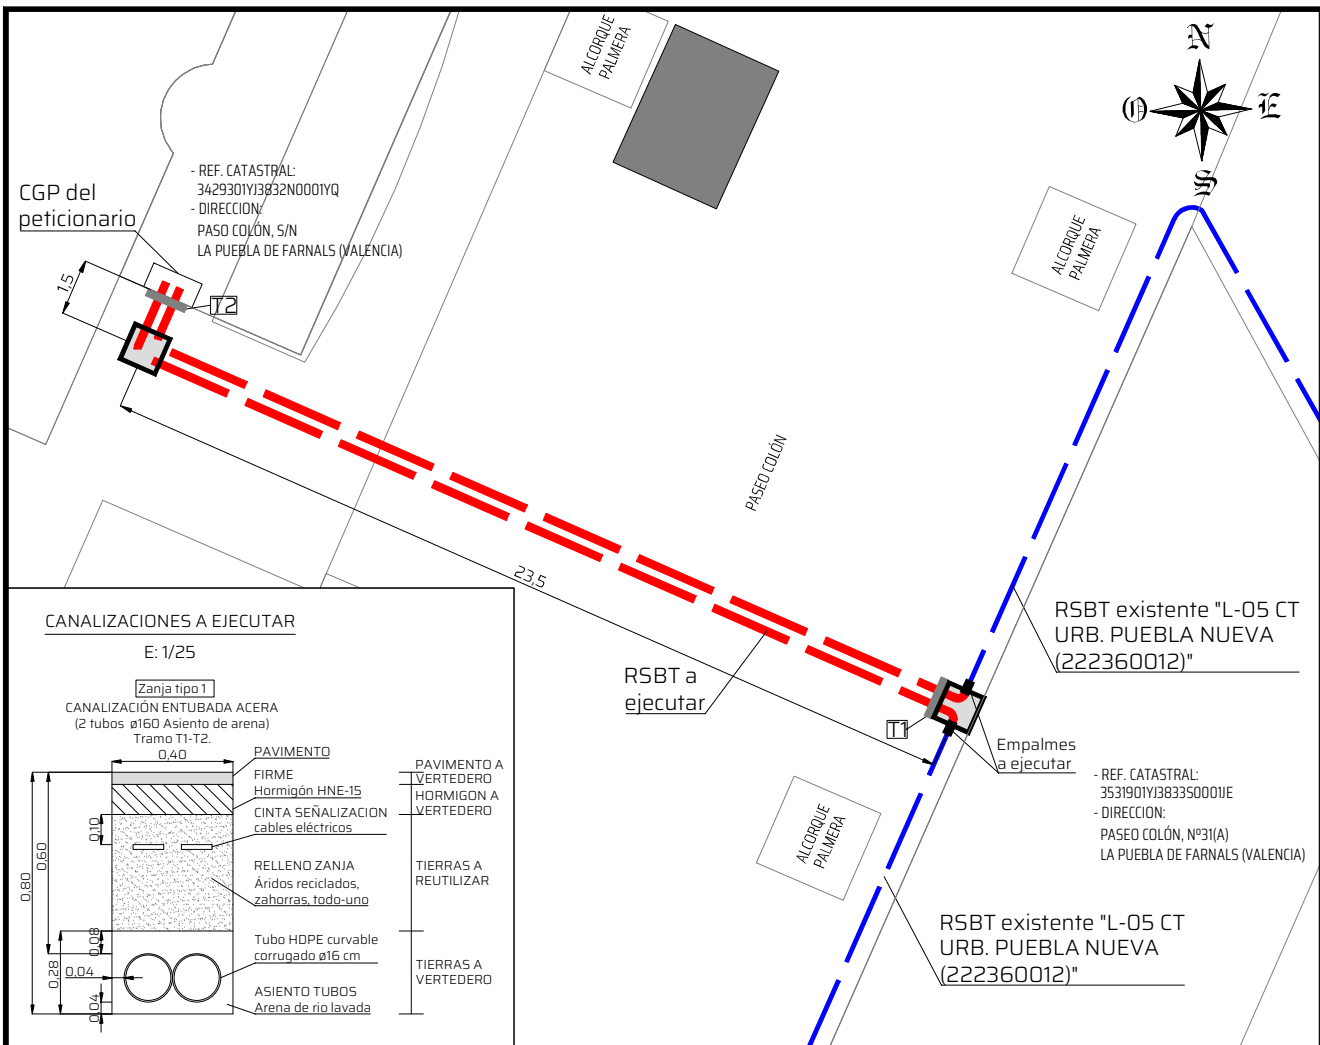 ALCORQUE
PALMERA
N
O
E
S
- REF. CATASTRAL:
3429301YJ3832N0001YQ
- DIRECCION:
PASO COLÓN, S/N
LA PUEBLA DE FARNALS (VALENCIA)
CGP del
peticionario
1.5
T2
ALCORQUE
PALMERA
PASEO COLÓN
23,5
RSBT a
ejecutar
RSBT existente "L-05 CT
URB. PUEBLA NUEVA
(222360012)"
T1
Empalmes
a ejecutar
- REF. CATASTRAL:
3531901YJ3833S0001JE
- DIRECCION:
PASEO COLÓN, Nº31(A)
LA PUEBLA DE FARNALS (VALENCIA)
ALCORQUE
PALMERA
RSBT existente "L-05 CT
URB. PUEBLA NUEVA
(222360012)"
CANALIZACIONES A EJECUTAR
E: 1/25
Zanja tipo 1
CANALIZACIÓN ENTUBADA ACERA
(2 tubos ø160 Asiento de arena)
Tramo T1-T2.
0,40
PAVIMENTO
FIRME
Hormigón HNE-15
CINTA SEÑALIZACION
cables eléctricos
RELLENO ZANJA
Áridos reciclados,
zahorras, todo-uno
Tubo HDPE curvable
corrugado ø16 cm
ASIENTO TUBOS
Arena de rio lavada
PAVIMENTO A
VERTEDERO
HORMIGON A
VERTEDERO
TIERRAS A
REUTILIZAR
TIERRAS A
VERTEDERO
0,10
0,60
0,80
0,08
0,28
0,04
0,04